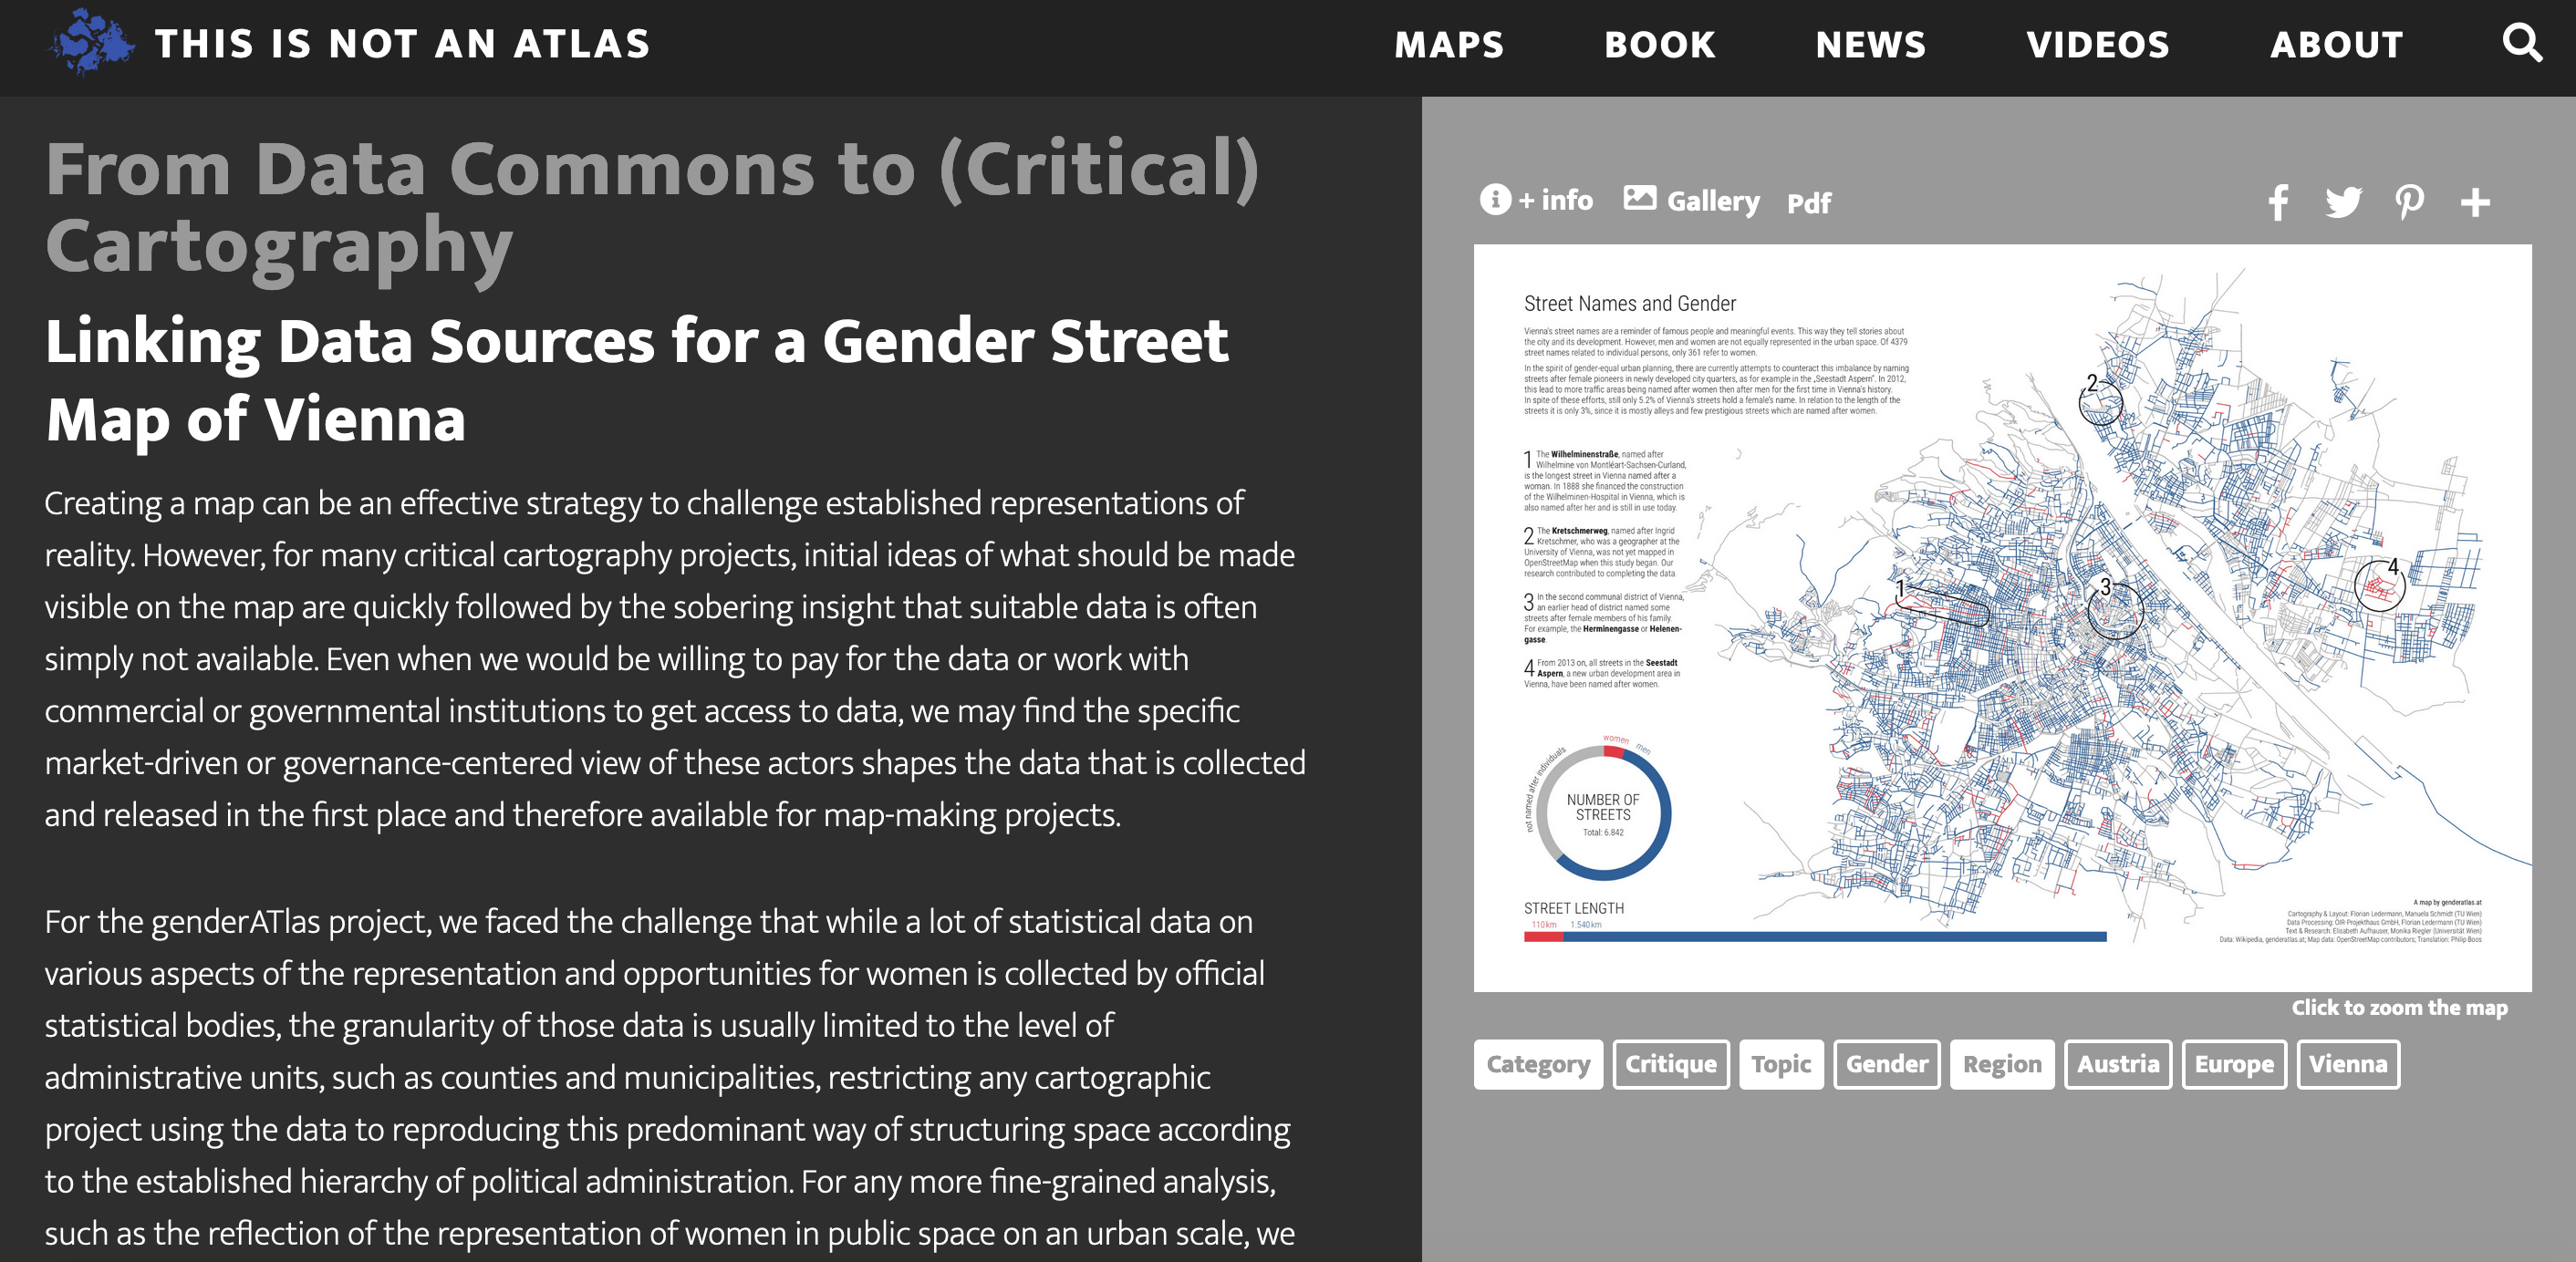 THIS IS NOT AN ATLAS
MAPS
BOOK
NEWS
VIDEOS
ABOUT
From Data Commons to (Critical)
Cartography
Linking Data Sources for a Gender Street
Map of Vienna
Creating a map can be an effective strategy to challenge established representations of
reality. However, for many critical cartography projects, initial ideas of what should be made
visible on the map are quickly followed by the sobering insight that suitable data is often
simply not available. Even when we would be willing to pay for the data or work with
commercial or governmental institutions to get access to data, we may find the specific
market-driven or governance-centered view of these actors shapes the data that is collected
and released in the first place and therefore available for map-making projects.
For the genderATlas project, we faced the challenge that while a lot of statistical data on
various aspects of the representation and opportunities for women is collected by official
statistical bodies, the granularity of those data is usually limited to the level of
administrative units, such as counties and municipalities, restricting any cartographic
project using the data to reproducing this predominant way of structuring space according
to the established hierarchy of political administration. For any more fine-grained analysis,
such as the reflection of the representation of women in public space on an urban scale, we
+ info
Gallery
Pdf
Street Names and Gender
Vienna's street names are a reminder of famous people and meaningful events. This way they tell stories about
the city and its development. However, men and women are not equally represented in the urban space. Of 4379
street names related to individual persons, only 361 refer to women.
In the spirit of gender-equal urban planning, there are currently attempts to counteract this imbalance by naming
streets after female pioneers in newly developed city quarters, as for example in the „Seestadt Aspern". In 2012,
this lead to more traffic areas being named after women then after men for the first time in Vienna's history.
In spite of these efforts, still only 5.2% of Vienna's streets hold a female's name. In relation to the length of the
streets it is only 3%, since it is mostly alleys and few prestigious streets which are named after women.
1 The Wilhelminenstraße, named after
Wilhelmine von Montléart-Sachsen-Curland,
is the longest street in Vienna named after a
woman. In 1888 she financed the construction
of the Wilhelminen-Hospital in Vienna, which is
also named after her and is still in use today.
2 The Kretschmerweg, named after Ingrid
Kretschmer, who was a geographer at the
University of Vienna, was not yet mapped in
OpenStreetMap when this study began. Our
research contributed to completing the data.
3 In the second communal district of Vienna,
an earlier head of district named some
streets after female members of his family.
For example, the Herminengasse or Helenen-
gasse.
4 From 2013 on, all streets in the Seestadt
Aspern, a new urban development area in
Vienna, have been named after women.
not named after individuals
women
men
NUMBER OF
STREETS
Total: 6.842
STREET LENGTH
110 km
1.540 km
1
2
3
4
A map by genderatlas.at
Cartography & Layout: Florian Ledermann, Manuela Schmidt (TU Wien)
Data Processing: ÖIR-Projekthaus GmbH, Florian Ledermann (TU Wien)
Text & Research: Elisabeth Aufhauser, Monika Riegler (Universität Wien)
Data: Wikipedia, genderatlas.at; Map data: OpenStreetMap contributors; Translation: Philip Boos
Click to zoom the map
Category
Critique
Topic
Gender
Region
Austria
Europe
Vienna